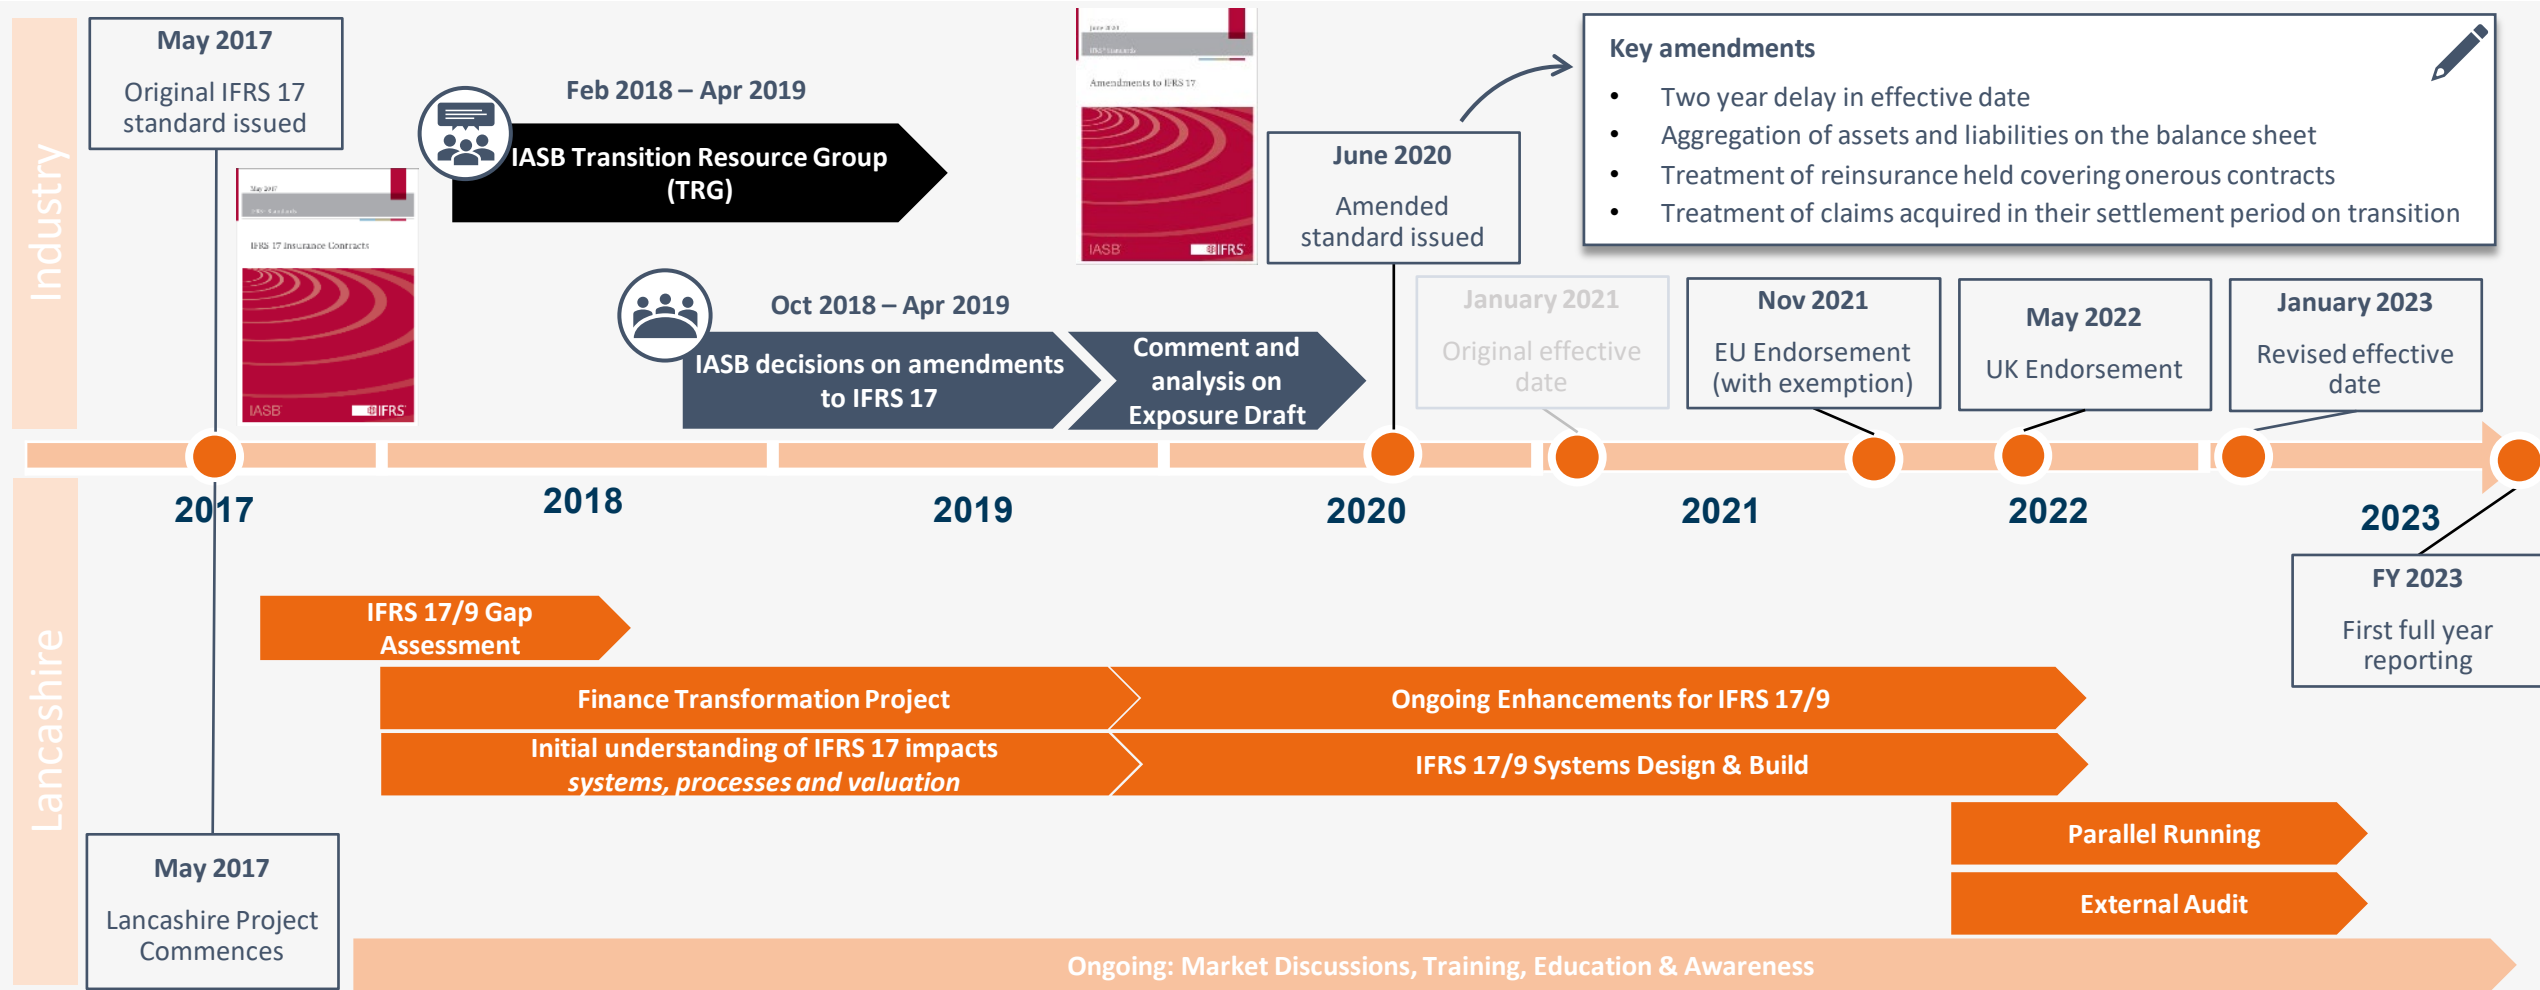 Industry
May 2017
Original IFRS 17
standard issued
May 2017
IFRS 17 Insurance Contracts
IASB
IFRS
Feb 2018 – Apr 2019
IASB Transition Resource Group
(TRG)
Oct 2018 – Apr 2019
IASB decisions on amendments
to IFRS 17
Comment and
analysis on
Exposure Draft
June 2020
IFRS Standards
Amendments to IFRS 17
IASB
IFRS
June 2020
Amended
standard issued
Key amendments
• Two year delay in effective date
• Aggregation of assets and liabilities on the balance sheet
• Treatment of reinsurance held covering onerous contracts
• Treatment of claims acquired in their settlement period on transition
January 2021
Original effective
date
Nov 2021
EU Endorsement
(with exemption)
May 2022
UK Endorsement
January 2023
Revised effective
date
2017
2018
2019
2020
2021
2022
2023
Lancashire
FY 2023
First full year
reporting
IFRS 17/9 Gap
Assessment
Finance Transformation Project
Ongoing Enhancements for IFRS 17/9
Initial understanding of IFRS 17 impacts
systems, processes and valuation
IFRS 17/9 Systems Design & Build
Parallel Running
External Audit
May 2017
Lancashire Project
Commences
Ongoing: Market Discussions, Training, Education & Awareness